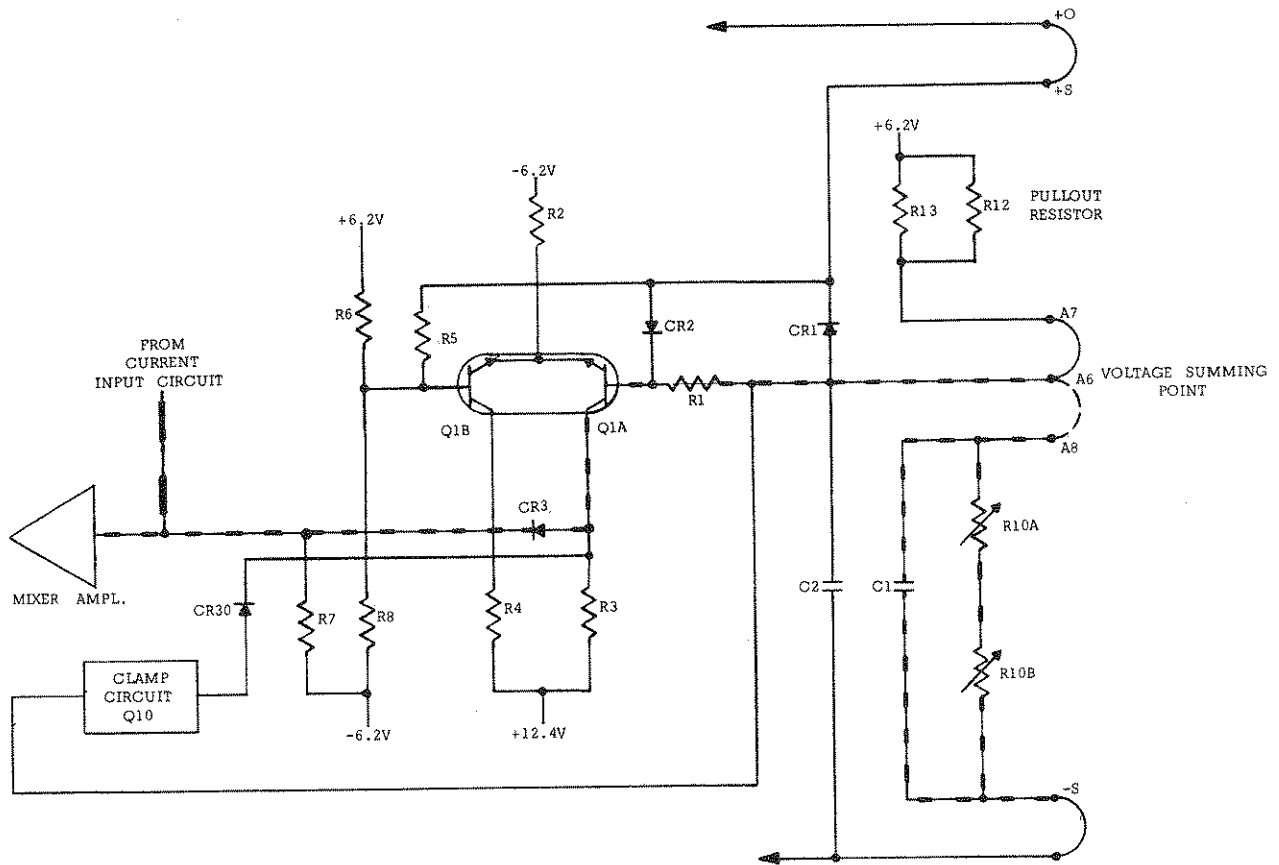 +O
+S
+6.2V
R13
R12
PULLOUT
RESISTOR
-6.2V
R2
+6.2V
R6
R5
CR2
CR1
A7
FROM
CURRENT
INPUT CIRCUIT
R1
A6
VOLTAGE SUMMING
POINT
Q1B
Q1A
A8
CR3
R10A
MIXER AMPL.
CR30
R7
R8
R4
R3
C2
C1
R10B
CLAMP
CIRCUIT
Q10
-6.2V
+12.4V
-S